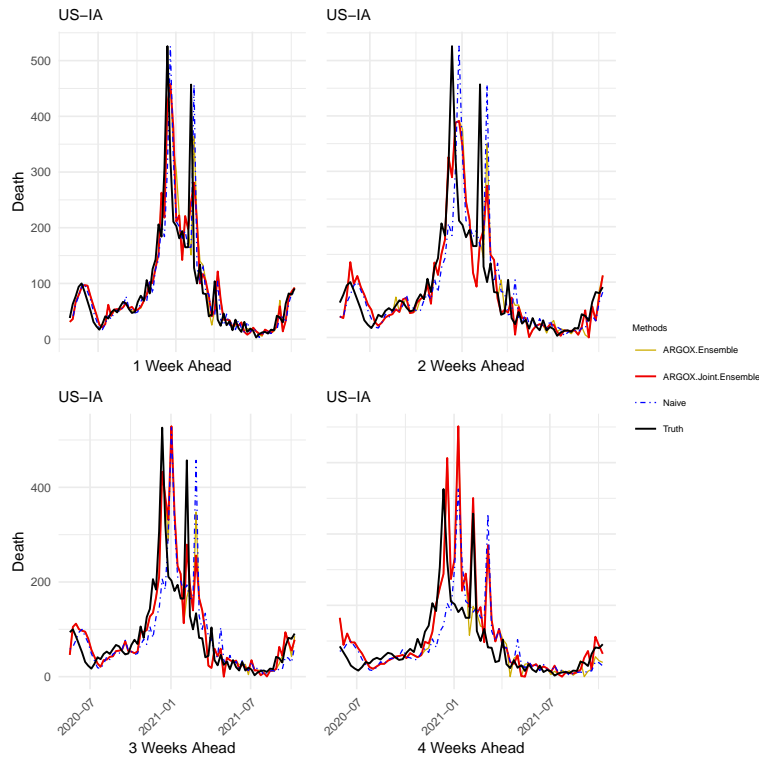 US−IA
US−IA
500
400
300
200
100
0
Death
1 Week Ahead
2 Weeks Ahead
Methods
ARGOX.Ensemble
ARGOX.Joint.Ensemble
Naive
Truth
US−IA
US−IA
400
200
0
Death
2020−07
2021−01
2021−07
2020−07
2021−01
2021−07
3 Weeks Ahead
4 Weeks Ahead